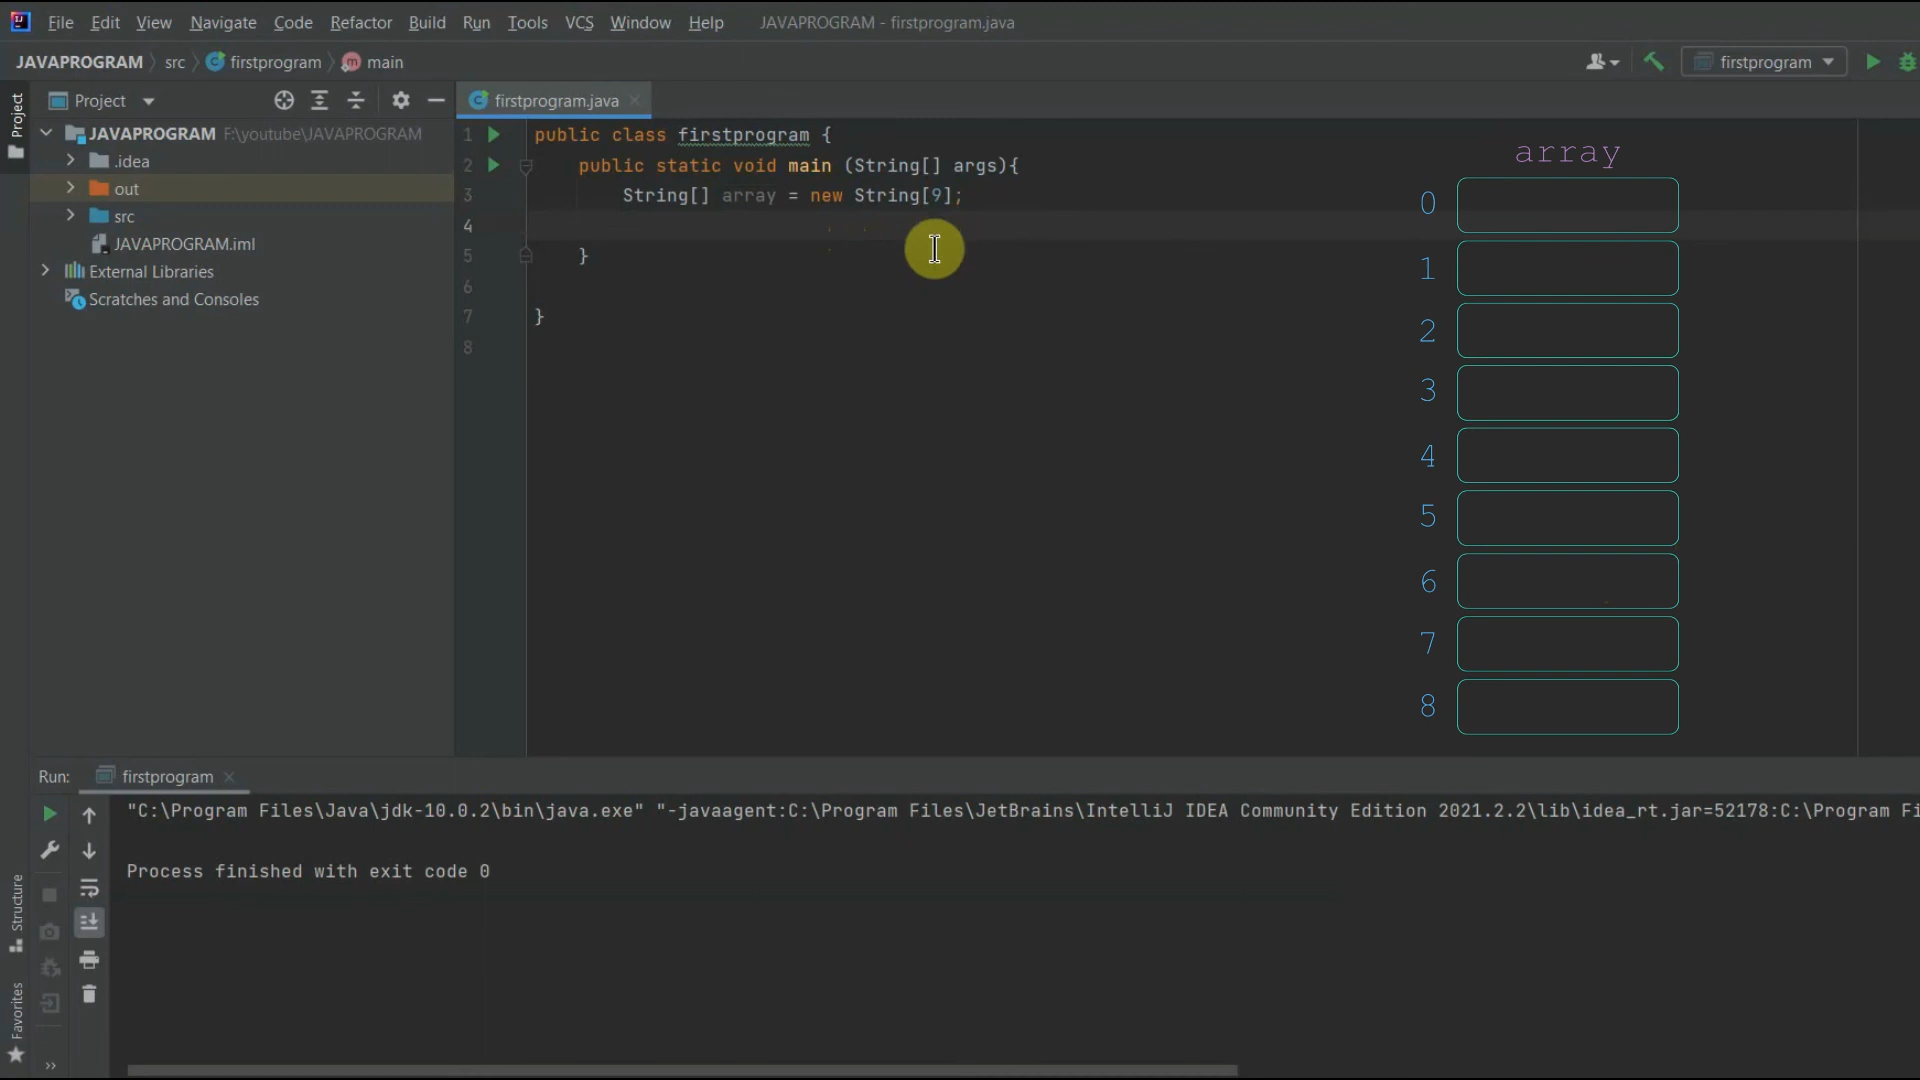 File Edit View Navigate Code Refactor Build Run Tools VCS Window Help JAVAPROGRAM - firstprogram.java
JAVAPROGRAM src firstprogram main firstprogram
Project
Project
firstprogram.java
JAVAPROGRAM F:\youtube\JAVAPROGRAM
.idea
out
src
JAVAPROGRAM.iml
External Libraries
Scratches and Consoles
1 public class firstprogram {
2 public static void main (String[] args){
3 String[] array = new String[9];
4
5 }
6
7 }
8
array
0
1
2
3
4
5
6
7
8
Run: firstprogram
"C:\Program Files\Java\jdk-10.0.2\bin\java.exe" "-javaagent:C:\Program Files\JetBrains\IntelliJ IDEA Community Edition 2021.2.2\lib\idea_rt.jar=52178:C:\Program Fi
Process finished with exit code 0
Structure
Favorites